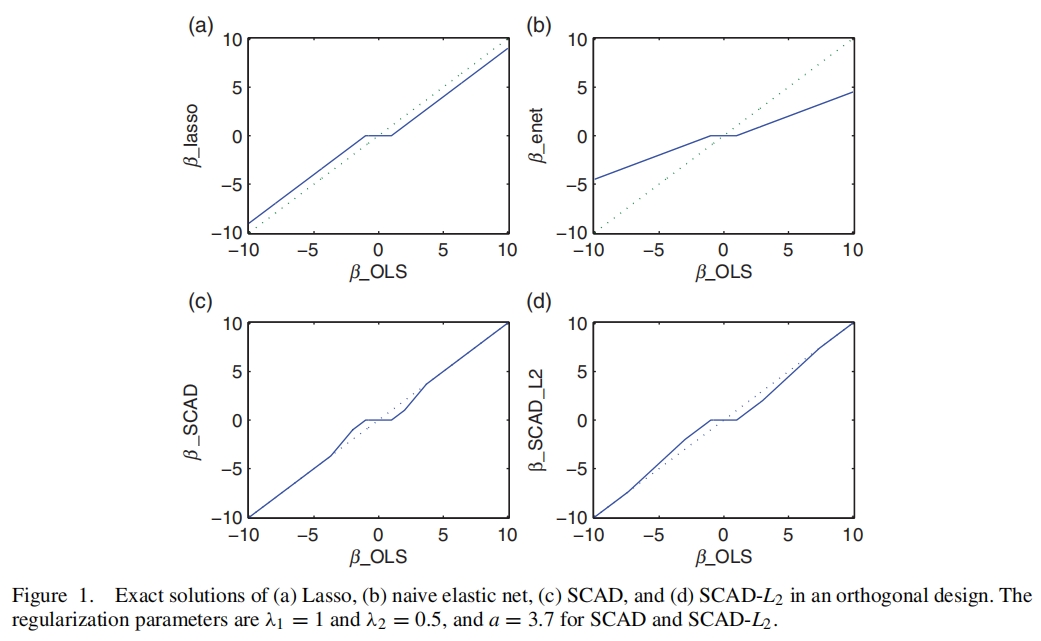 (a)
10
5
0
−5
−10
β_lasso
−10 −5 0 5 10
β_OLS
(b)
10
5
0
−5
−10
β_enet
−10 −5 0 5 10
β_OLS
(c)
10
5
0
−5
−10
β_SCAD
−10 −5 0 5 10
β_OLS
(d)
10
5
0
−5
−10
β_SCAD_L2
−10 −5 0 5 10
β_OLS
Figure 1. Exact solutions of (a) Lasso, (b) naive elastic net, (c) SCAD, and (d) SCAD-L₂ in an orthogonal design. The
regularization parameters are λ₁ = 1 and λ₂ = 0.5, and a = 3.7 for SCAD and SCAD-L₂.